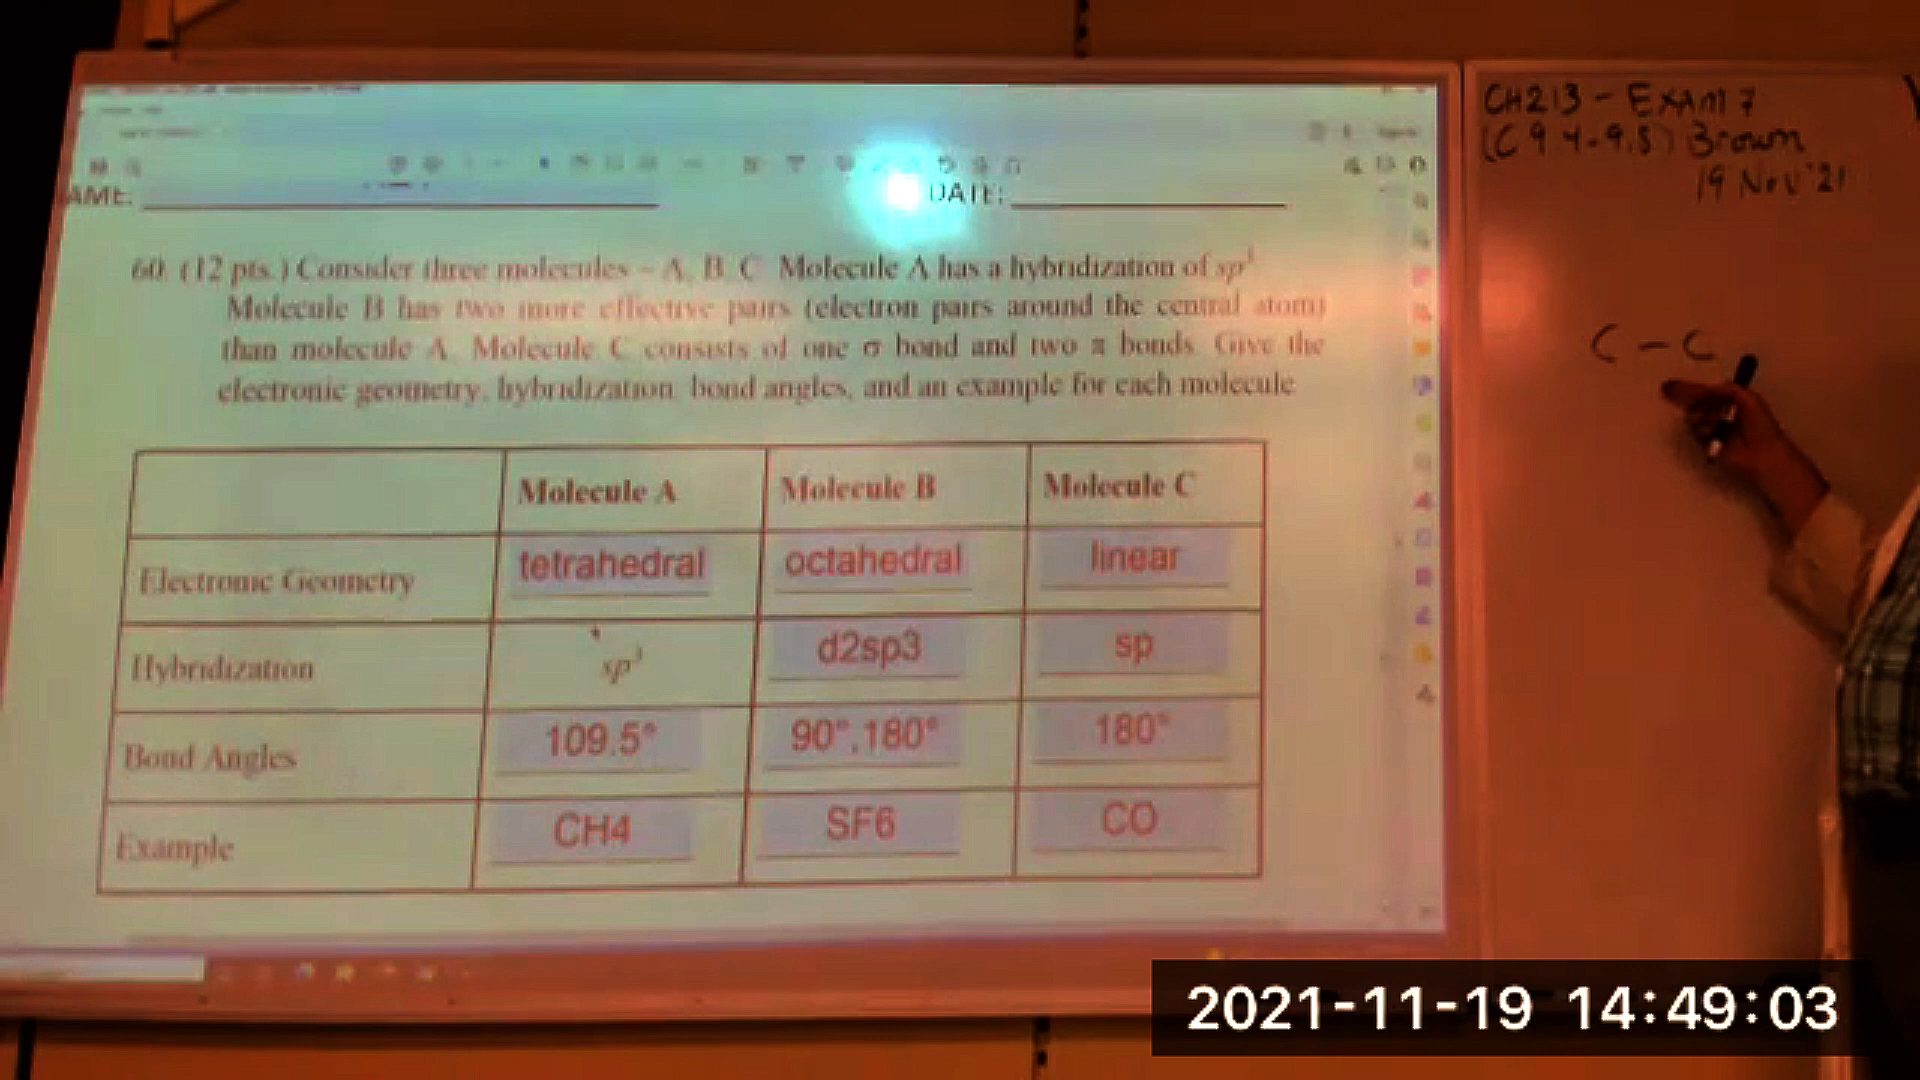 AME: DATE:
60. (12 pts.) Consider three molecules – A, B, C. Molecule A has a hybridization of sp³.
Molecule B has two more effective pairs (electron pairs around the central atom)
than molecule A. Molecule C consists of one σ bond and two π bonds. Give the
electronic geometry, hybridization, bond angles, and an example for each molecule.
Molecule A Molecule B Molecule C
Electronic Geometry tetrahedral octahedral linear
Hybridization sp³ d2sp3 sp
Bond Angles 109.5° 90°,180° 180°
Example CH4 SF6 CO
CH213 - EXAM 7
(C 9.4-9.8) Brown
19 Nov '21
C - C
2021-11-19 14:49:03